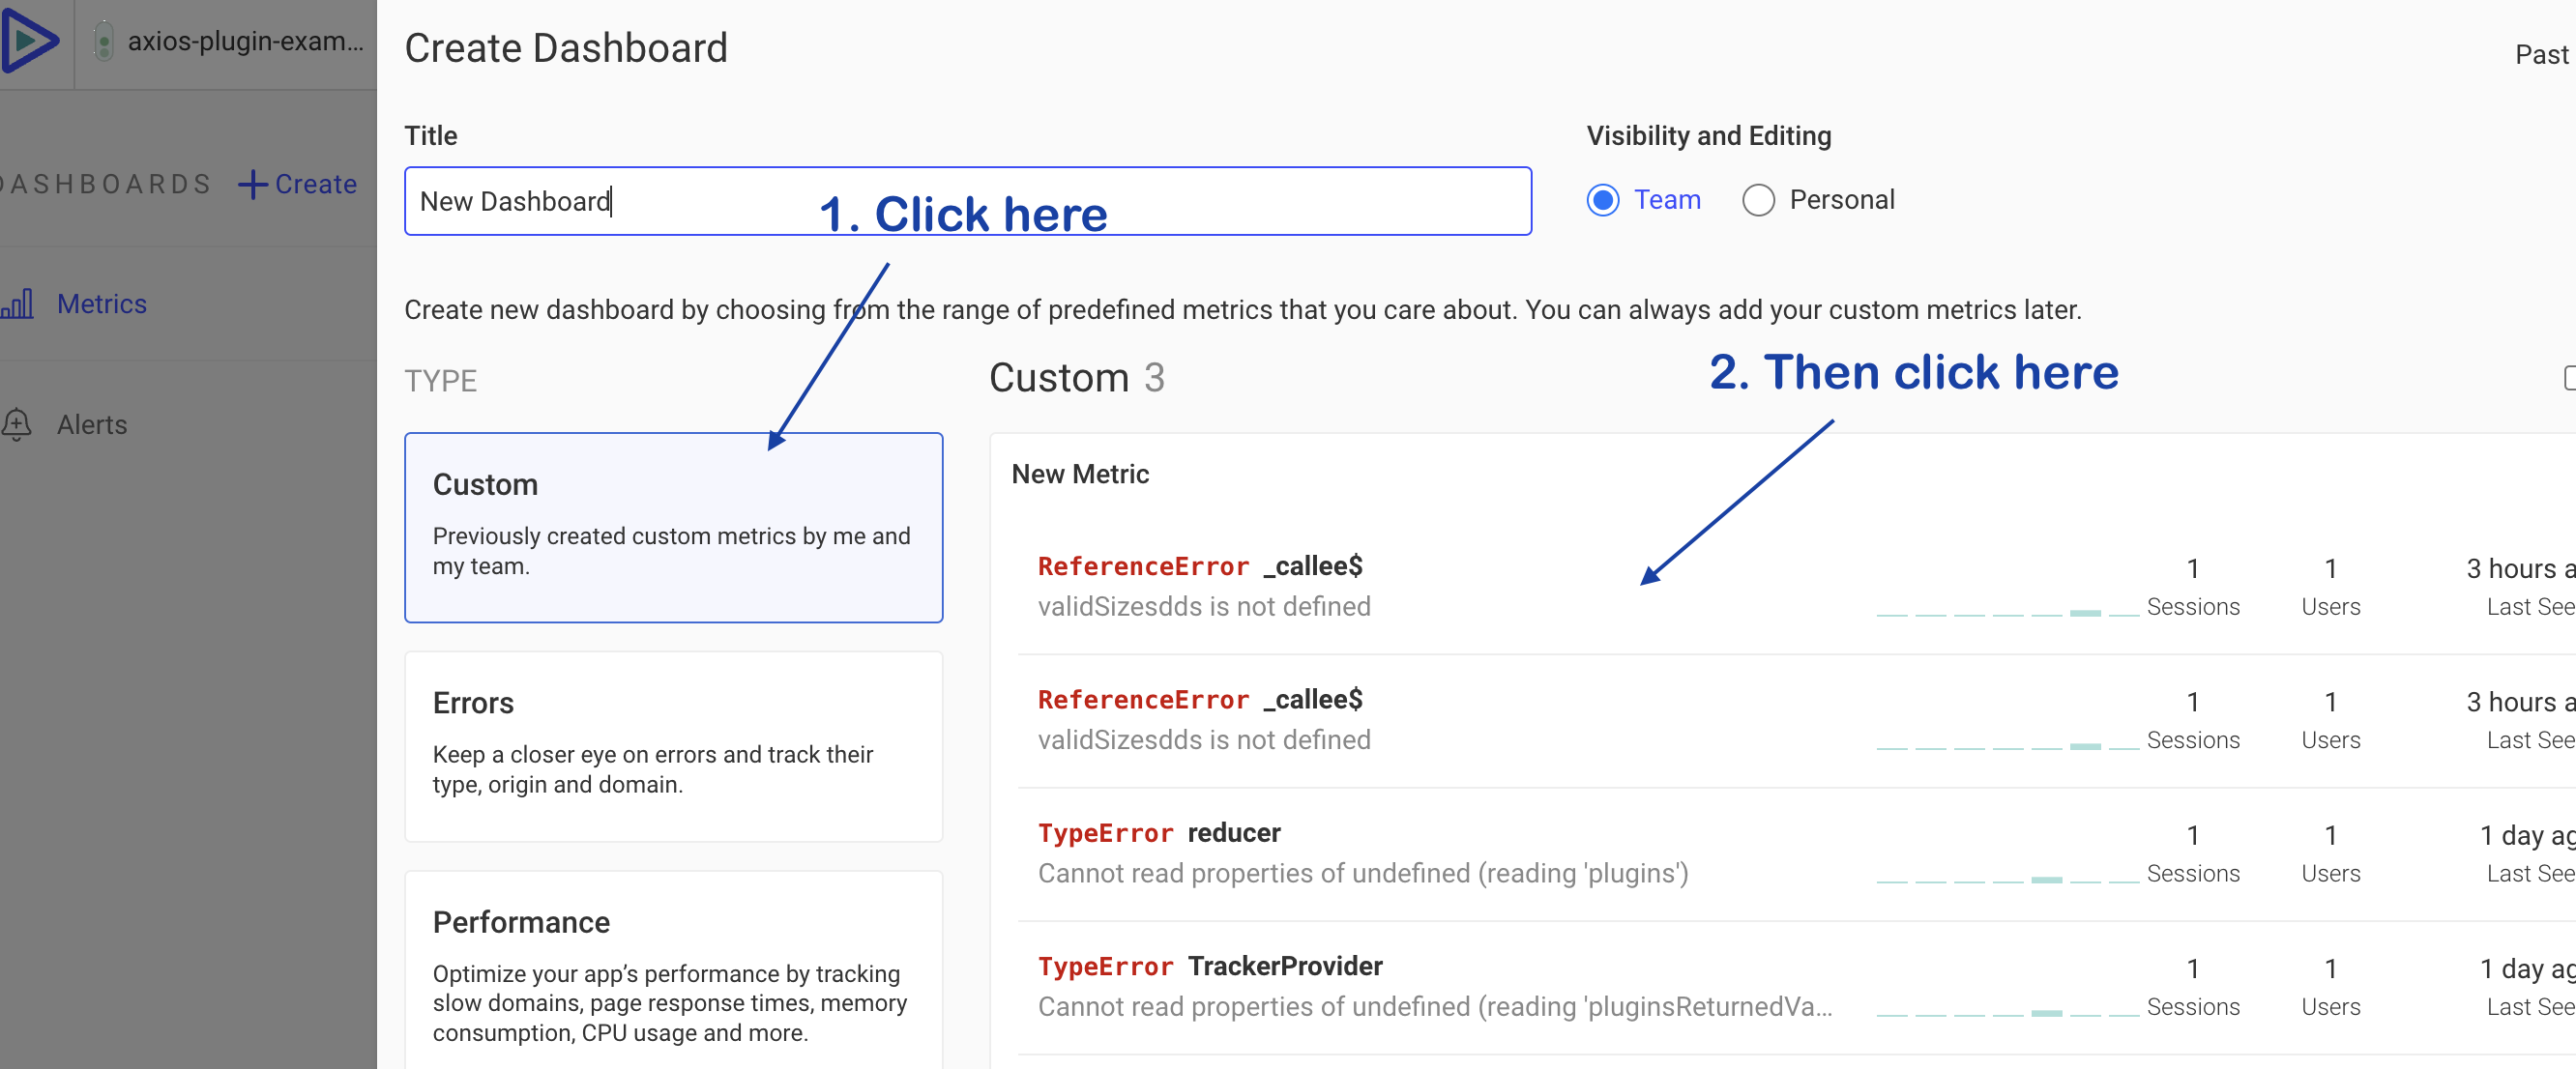 axios-plugin-exam...
DASHBOARDS + Create
Metrics
Alerts
Create Dashboard
Past
Title
New Dashboard
1. Click here
Visibility and Editing
Team
Personal
Create new dashboard by choosing from the range of predefined metrics that you care about. You can always add your custom metrics later.
TYPE
Custom
Previously created custom metrics by me and
my team.
Errors
Keep a closer eye on errors and track their
type, origin and domain.
Performance
Optimize your app’s performance by tracking
slow domains, page response times, memory
consumption, CPU usage and more.
Custom 3
2. Then click here
New Metric
ReferenceError _callee$ 1 1 3 hours a
validSizesdds is not defined Sessions Users Last See
ReferenceError _callee$ 1 1 3 hours a
validSizesdds is not defined Sessions Users Last See
TypeError reducer 1 1 1 day ag
Cannot read properties of undefined (reading 'plugins') Sessions Users Last See
TypeError TrackerProvider 1 1 1 day ag
Cannot read properties of undefined (reading 'pluginsReturnedVa... Sessions Users Last See